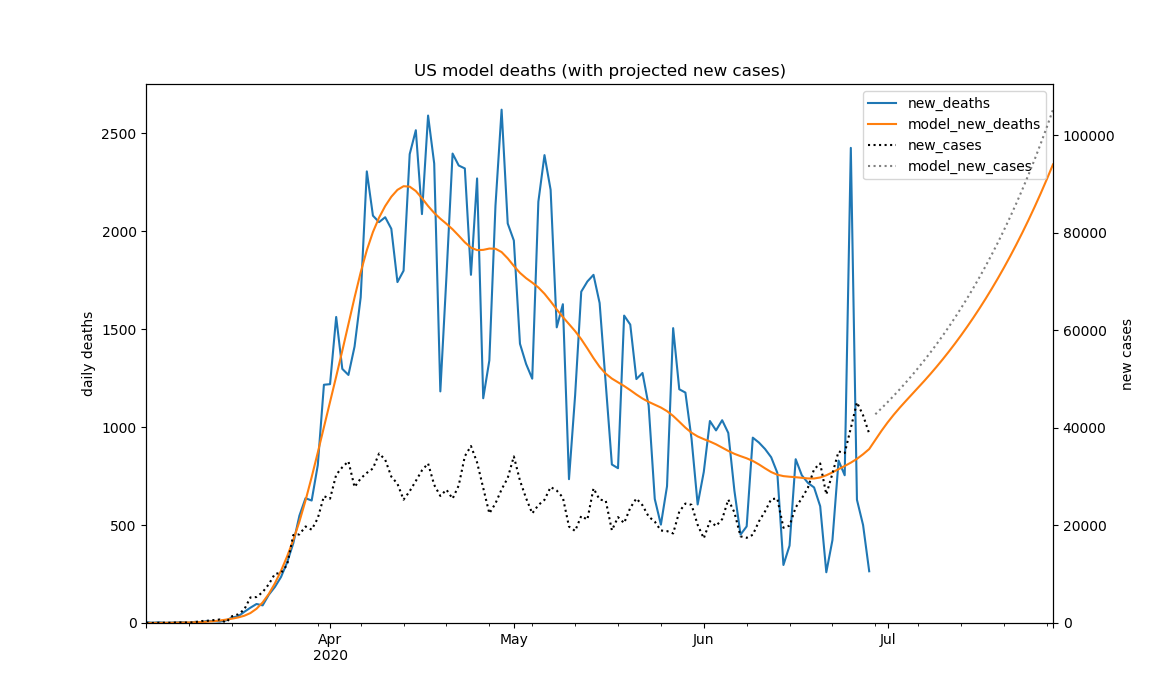 US model deaths (with projected new cases)
new_deaths
model_new_deaths
new_cases
model_new_cases
2500
2000
1500
1000
500
0
daily deaths
100000
80000
60000
40000
20000
0
new cases
Apr
2020
May
Jun
Jul